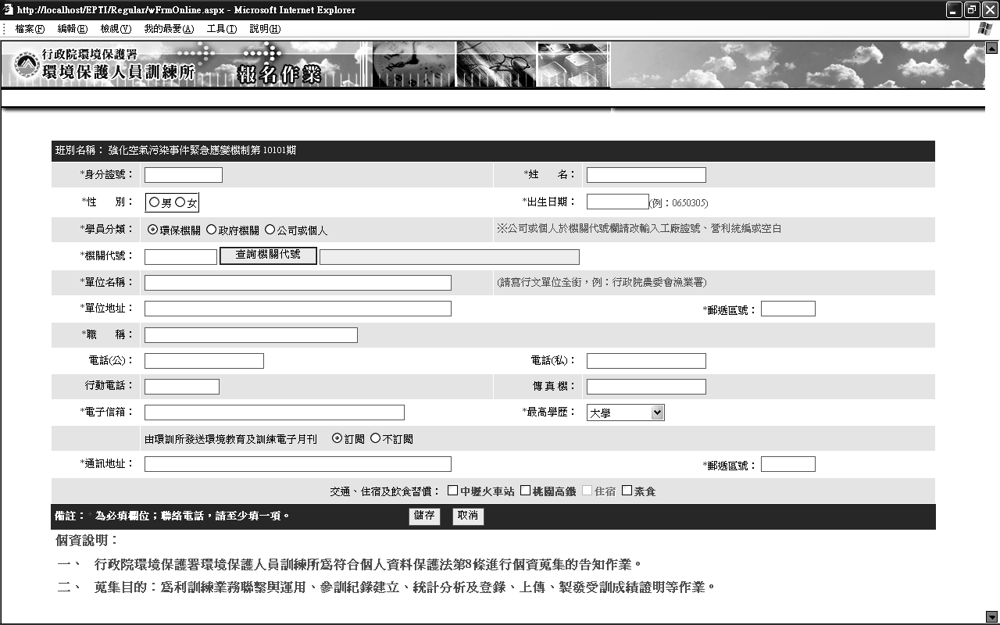 http://localhost/EPTI/Regular/wFrmOnline.aspx - Microsoft Internet Explorer
檔案(F) 編輯(E) 檢視(V) 我的最愛(A) 工具(T) 說明(H)
行政院環境保護署
環境保護人員訓練所 報名作業
班別名稱： 強化空氣污染事件緊急應變機制第 10101期
*身分證號： *姓 名：
*性 別： 男 女 *出生日期： (例：0650305)
*學員分類： 環保機關 政府機關 公司或個人 ※公司或個人於機關代號欄請改輸入工廠證號、營利統編或空白
*機關代號： 查詢機關代號
*單位名稱： (請寫行文單位全銜，例：行政院農委會漁業署)
*單位地址： *郵遞區號：
*職 稱：
電話(公)： 電話(私)：
行動電話： 傳真機：
*電子信箱： *最高學歷： 大學
由環訓所發送環境教育及訓練電子月刊 訂閱 不訂閱
*通訊地址： *郵遞區號：
交通、住宿及飲食習慣： 中壢火車站 桃園高鐵 住宿 素食
備註： * 為必填欄位；聯絡電話，請至少填一項。 儲存 取消
個資說明：
一、 行政院環境保護署環境保護人員訓練所為符合個人資料保護法第8條進行個資蒐集的告知作業。
二、 蒐集目的：為利訓練業務聯繫與運用、參訓紀錄建立、統計分析及登錄、上傳、製發受訓成績證明等作業。